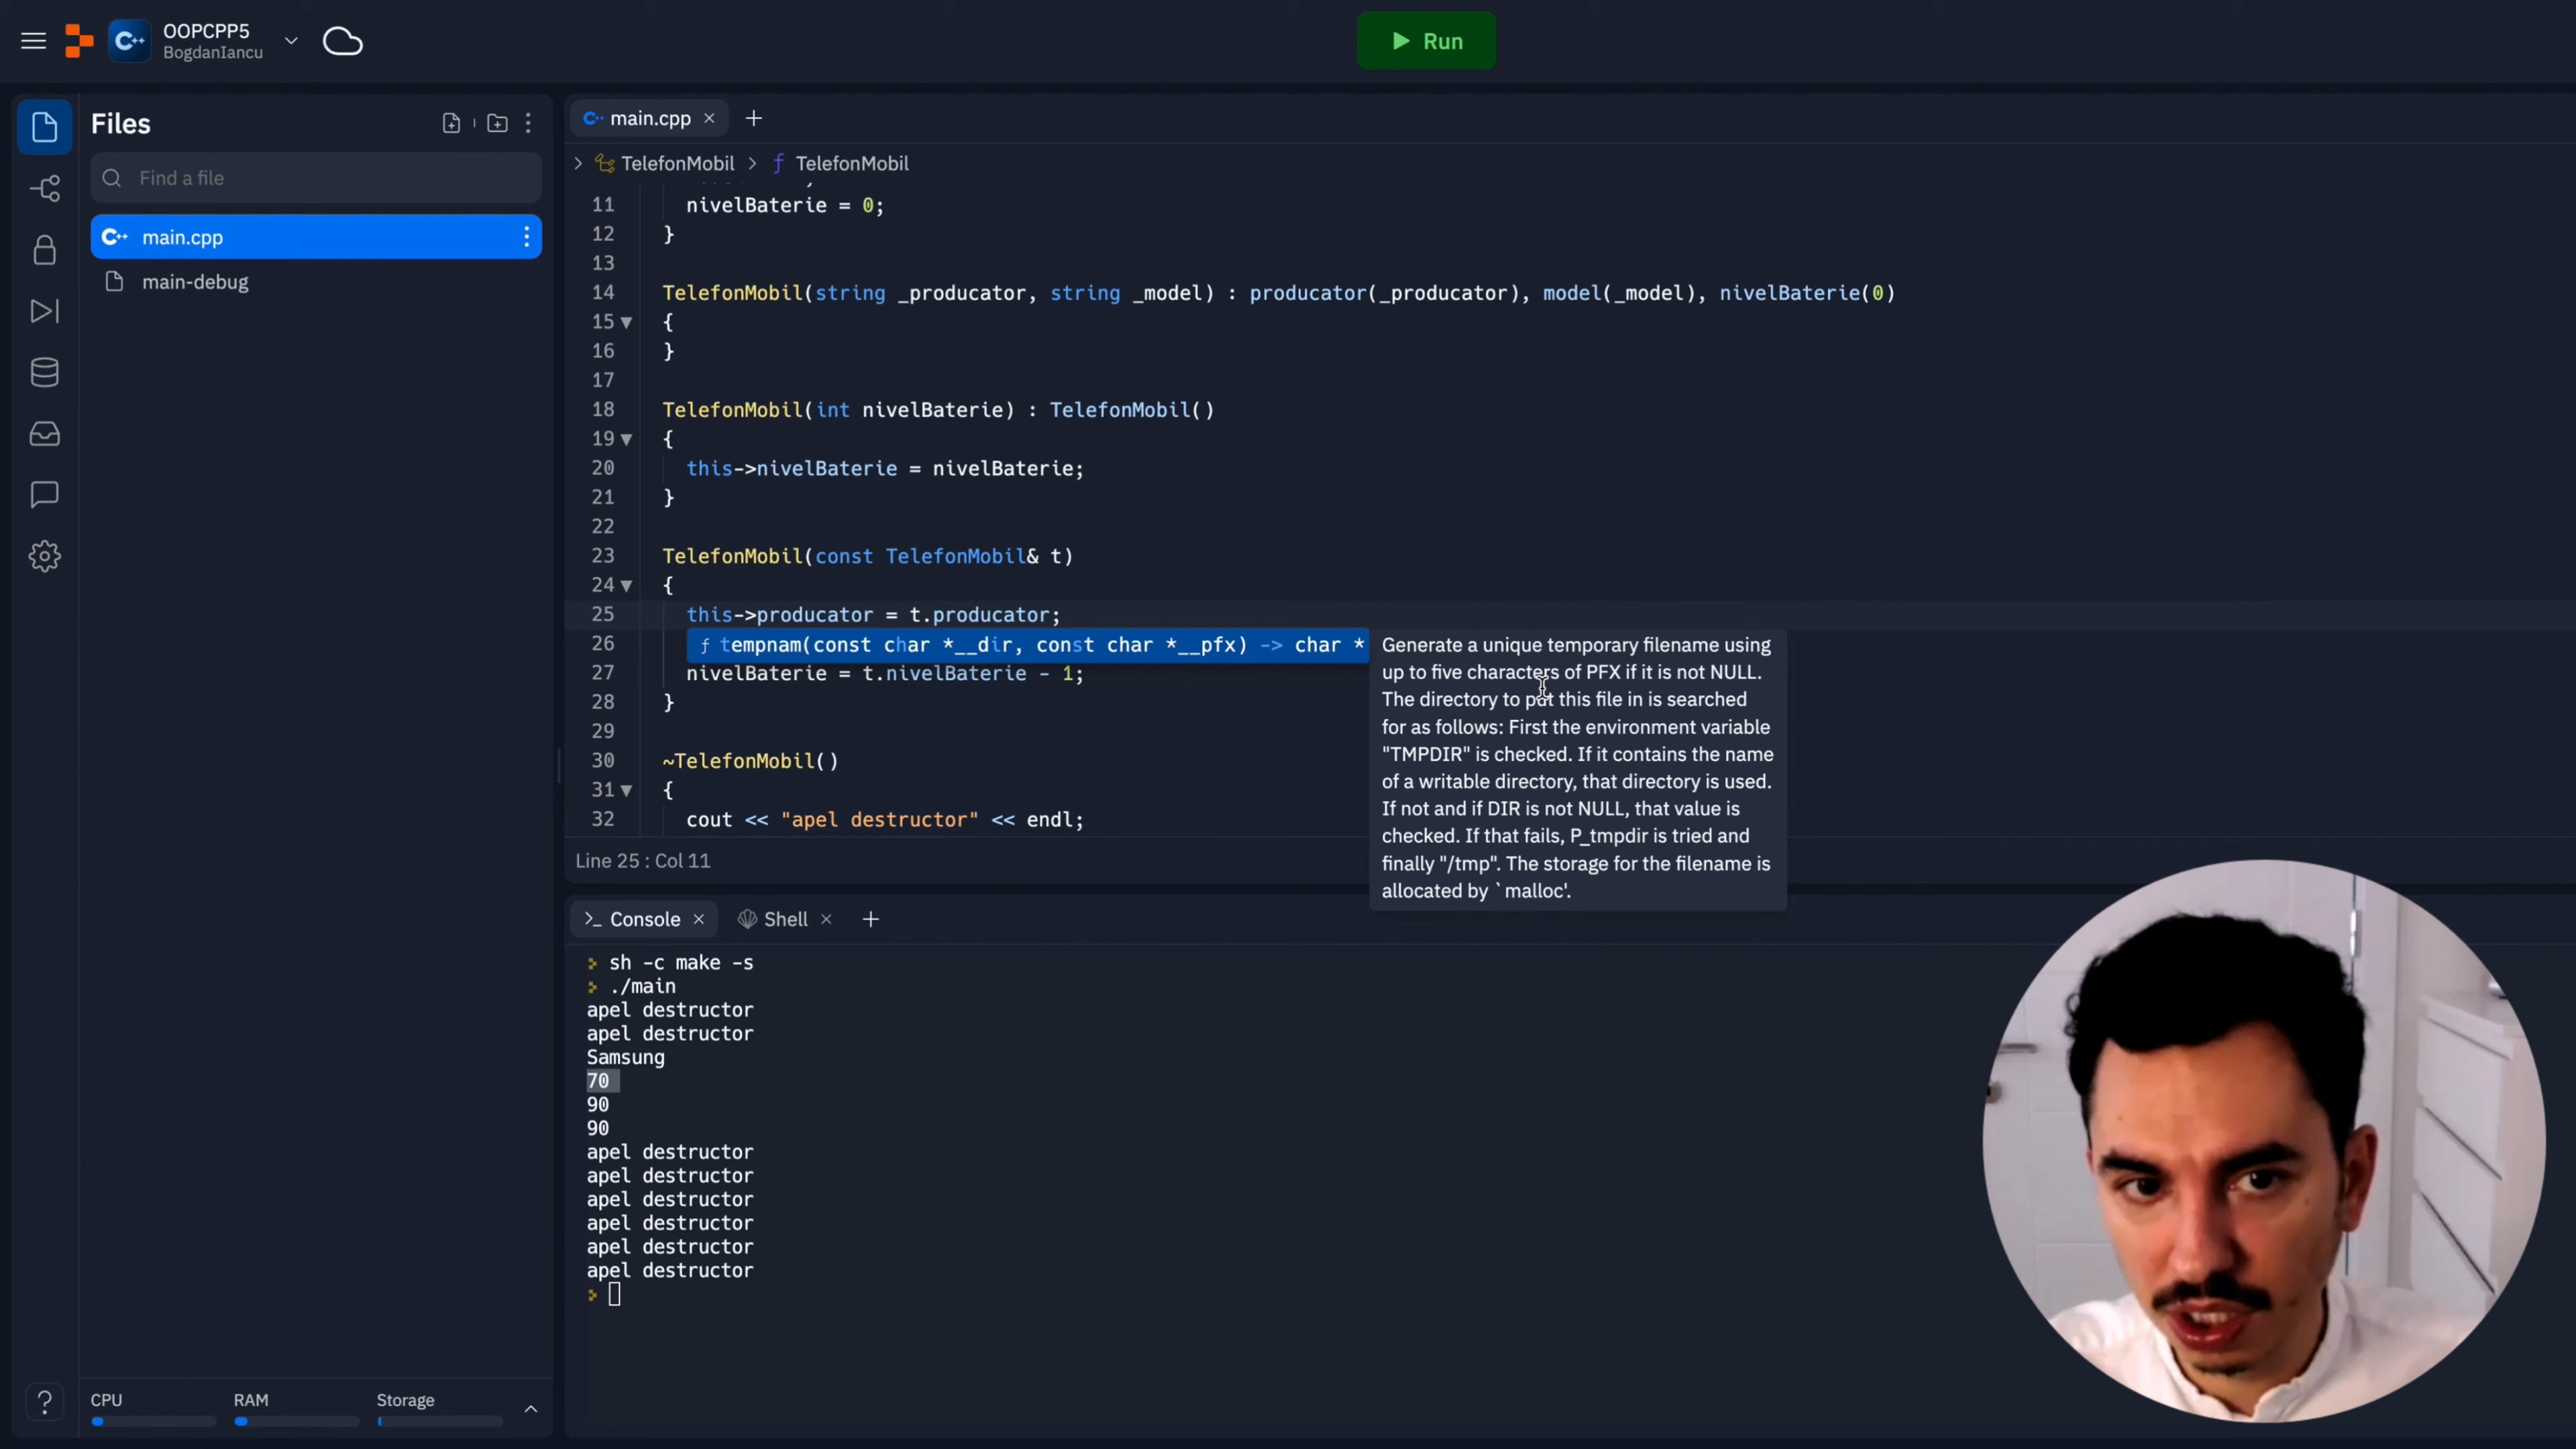 OOPCPP5
BogdanIancu
Run
Files
Find a file
main.cpp
main-debug
main.cpp
TelefonMobil > TelefonMobil
11 nivelBaterie = 0;
12 }
13
14 TelefonMobil(string _producator, string _model) : producator(_producator), model(_model), nivelBaterie(0)
15 {
16 }
17
18 TelefonMobil(int nivelBaterie) : TelefonMobil()
19 {
20 this->nivelBaterie = nivelBaterie;
21 }
22
23 TelefonMobil(const TelefonMobil& t)
24 {
25 this->producator = t.producator;
26 ƒ tempnam(const char *__dir, const char *__pfx) -> char *
27 nivelBaterie = t.nivelBaterie - 1;
28 }
29
30 ~TelefonMobil()
31 {
32 cout << "apel destructor" << endl;
Generate a unique temporary filename using
up to five characters of PFX if it is not NULL.
The directory to put this file in is searched
for as follows: First the environment variable
"TMPDIR" is checked. If it contains the name
of a writable directory, that directory is used.
If not and if DIR is not NULL, that value is
checked. If that fails, P_tmpdir is tried and
finally "/tmp". The storage for the filename is
allocated by `malloc'.
Line 25 : Col 11
Console
Shell
sh -c make -s
./main
apel destructor
apel destructor
Samsung
70
90
90
apel destructor
apel destructor
apel destructor
apel destructor
apel destructor
apel destructor
CPU
RAM
Storage